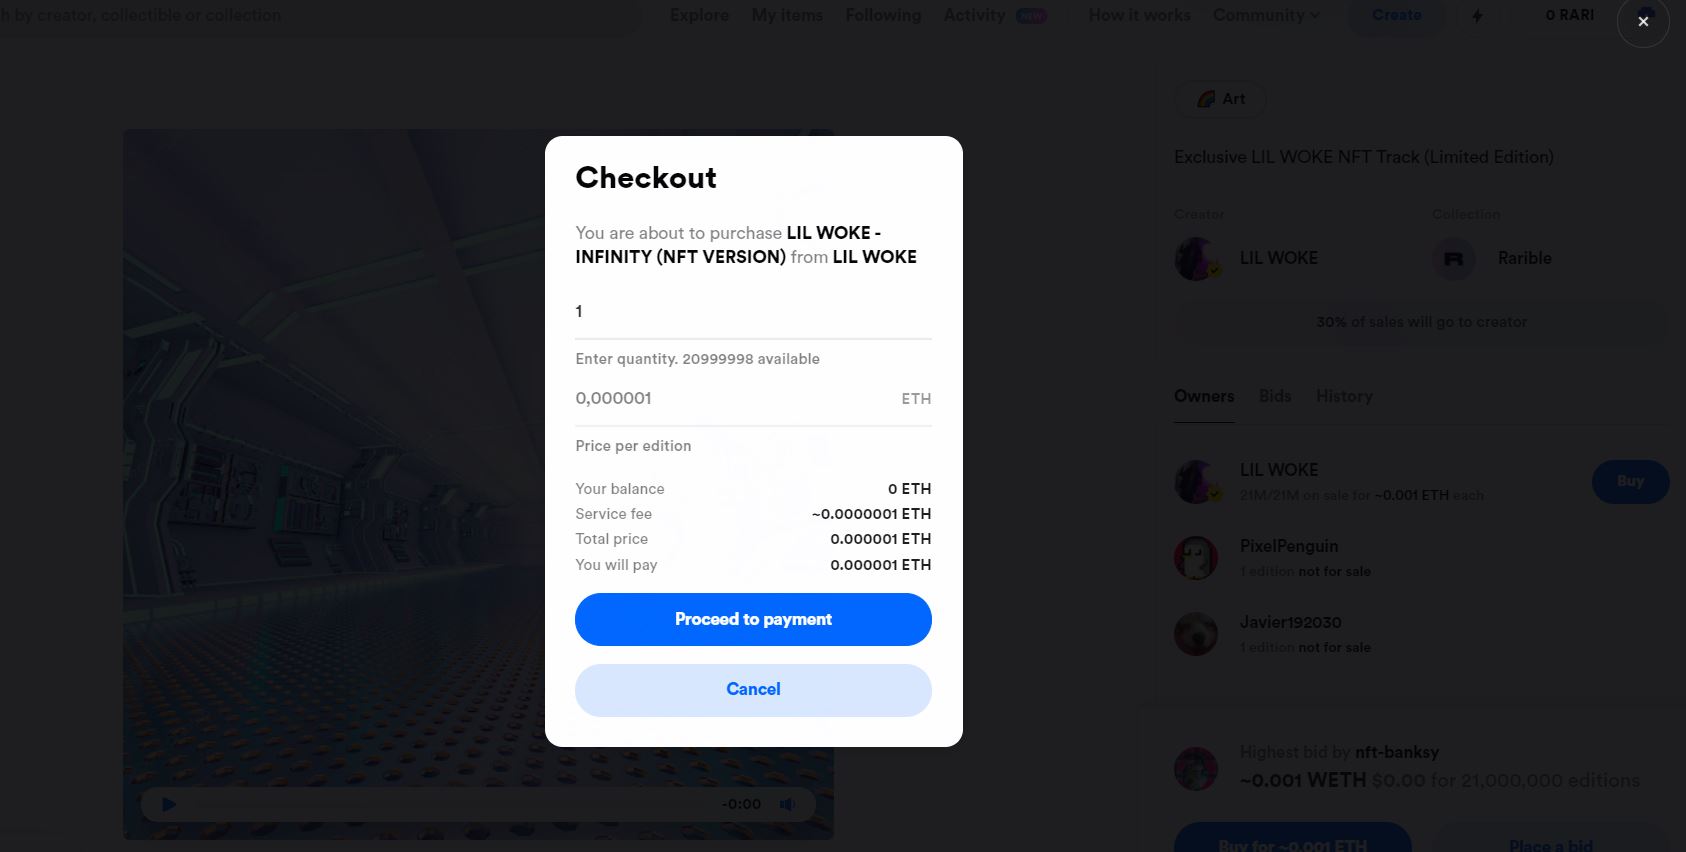 h by creator, collectible or collection
Explore My items Following Activity NEW How it works Community Create 0 RARI
Art
Exclusive LIL WOKE NFT Track (Limited Edition)
Creator Collection
LIL WOKE Rarible
30% of sales will go to creator
Owners Bids History
LIL WOKE
21M/21M on sale for ~0.001 ETH each
Buy
PixelPenguin
1 edition not for sale
Javier192030
1 edition not for sale
Highest bid by nft-banksy
~0.001 WETH $0.00 for 21,000,000 editions
Buy for ~0.001 ETH Place a bid
-0:00
Checkout
You are about to purchase LIL WOKE -
INFINITY (NFT VERSION) from LIL WOKE
1
Enter quantity. 20999998 available
0,000001 ETH
Price per edition
Your balance 0 ETH
Service fee ~0.0000001 ETH
Total price 0.000001 ETH
You will pay 0.000001 ETH
Proceed to payment
Cancel